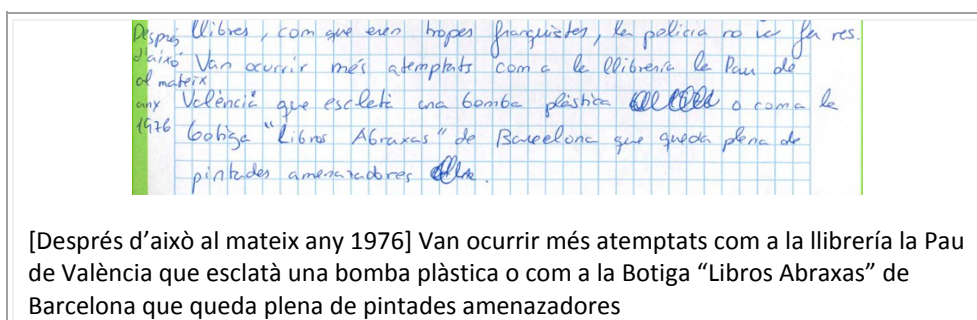 llibres, com que eren tropes franquistes, la policia no va fer res.
Després d'això al mateix any 1976
Van ocurrir més atemptats com a la llibreria la Pau de
València que escletà una bomba plàstica o com a la
botiga "Libros Abraxas" de Barcelona que queda plena de
pintades amenazadores
[Després d'això al mateix any 1976] Van ocurrir més atemptats com a la llibrería la Pau
de València que esclatà una bomba plàstica o com a la Botiga "Libros Abraxas" de
Barcelona que queda plena de pintades amenazadores